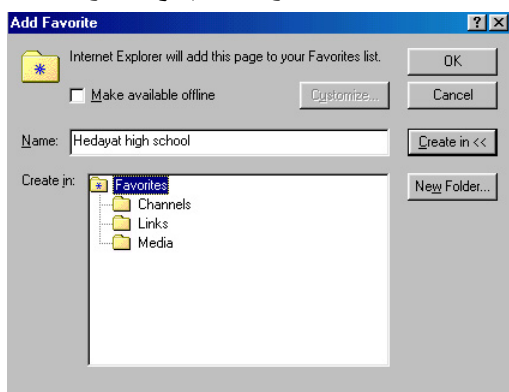 Add Favorite
Internet Explorer will add this page to your Favorites list.
OK
Make available offline
Customize...
Cancel
Name: Hedayat high school
Create in <<
Create in:
Favorites
New Folder...
Channels
Links
Media